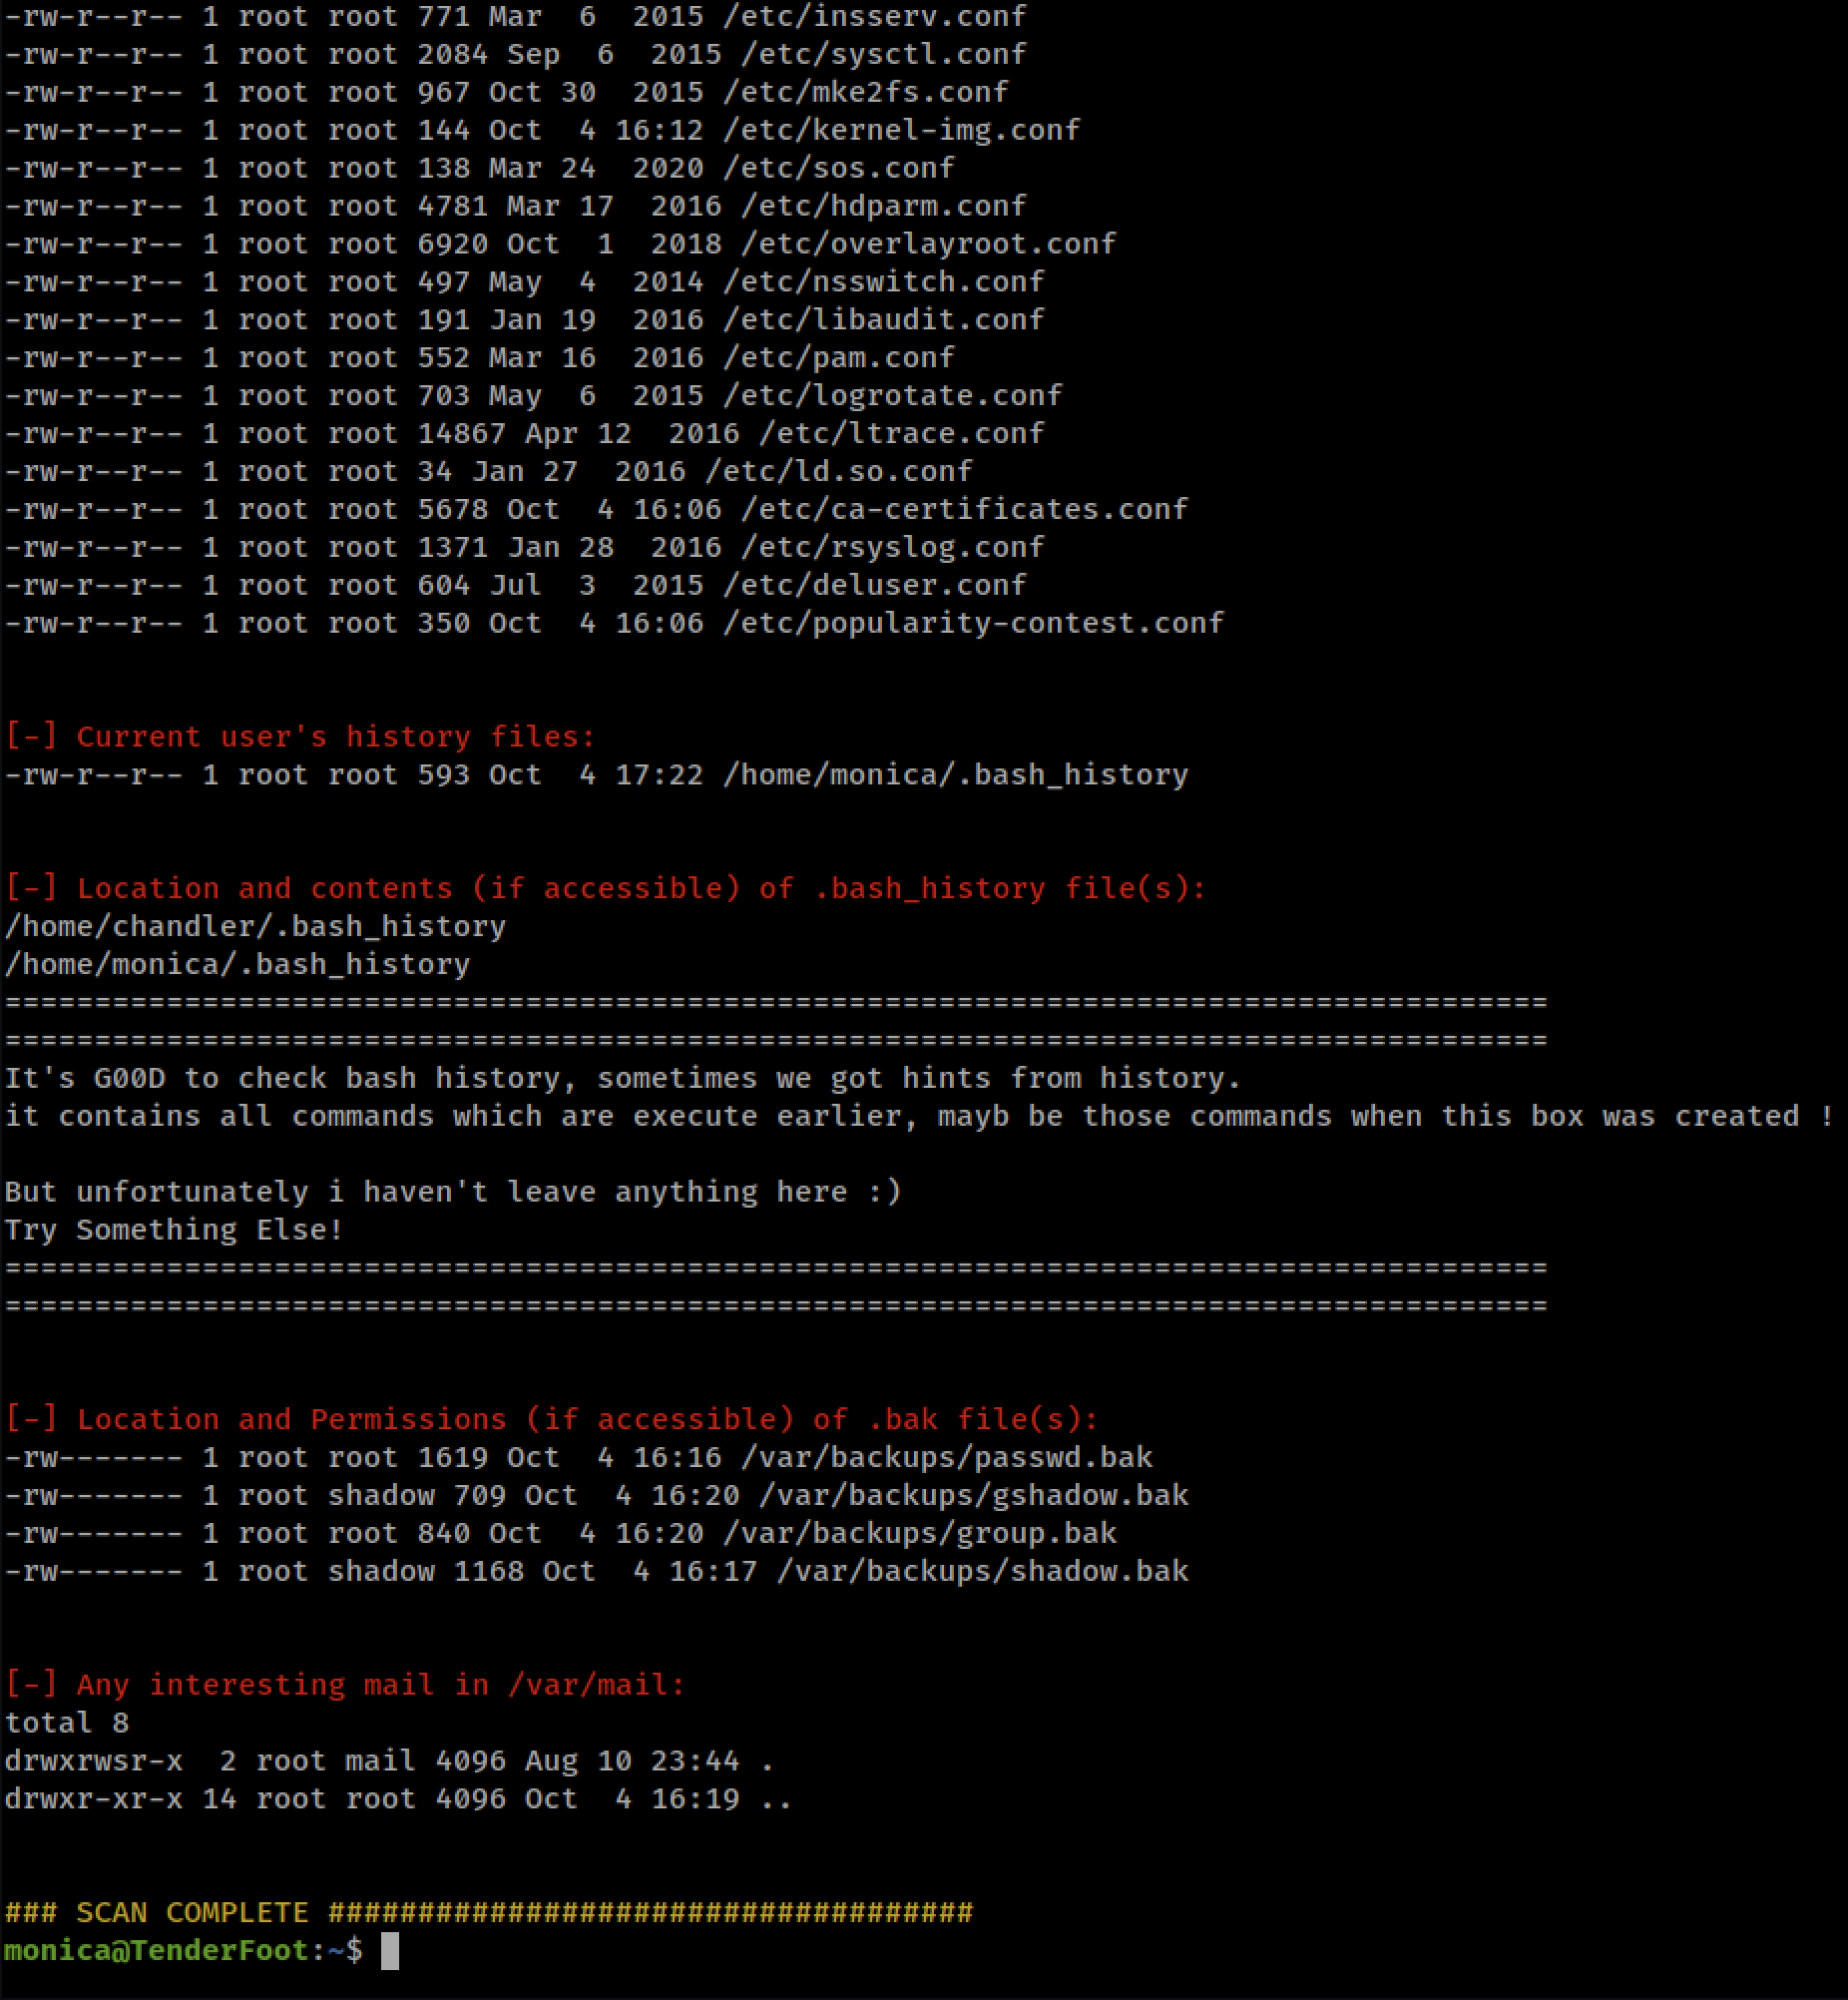 -rw-r--r-- 1 root root 771 Mar  6  2015 /etc/insserv.conf
-rw-r--r-- 1 root root 2084 Sep  6  2015 /etc/sysctl.conf
-rw-r--r-- 1 root root 967 Oct 30  2015 /etc/mke2fs.conf
-rw-r--r-- 1 root root 144 Oct  4 16:12 /etc/kernel-img.conf
-rw-r--r-- 1 root root 138 Mar 24  2020 /etc/sos.conf
-rw-r--r-- 1 root root 4781 Mar 17  2016 /etc/hdparm.conf
-rw-r--r-- 1 root root 6920 Oct  1  2018 /etc/overlayroot.conf
-rw-r--r-- 1 root root 497 May  4  2014 /etc/nsswitch.conf
-rw-r--r-- 1 root root 191 Jan 19  2016 /etc/libaudit.conf
-rw-r--r-- 1 root root 552 Mar 16  2016 /etc/pam.conf
-rw-r--r-- 1 root root 703 May  6  2015 /etc/logrotate.conf
-rw-r--r-- 1 root root 14867 Apr 12  2016 /etc/ltrace.conf
-rw-r--r-- 1 root root 34 Jan 27  2016 /etc/ld.so.conf
-rw-r--r-- 1 root root 5678 Oct  4 16:06 /etc/ca-certificates.conf
-rw-r--r-- 1 root root 1371 Jan 28  2016 /etc/rsyslog.conf
-rw-r--r-- 1 root root 604 Jul  3  2015 /etc/deluser.conf
-rw-r--r-- 1 root root 350 Oct  4 16:06 /etc/popularity-contest.conf
[-] Current user's history files:
-rw-r--r-- 1 root root 593 Oct  4 17:22 /home/monica/.bash_history
[-] Location and contents (if accessible) of .bash_history file(s):
/home/chandler/.bash_history
/home/monica/.bash_history
======================================================================================
======================================================================================
It's G00D to check bash history, sometimes we got hints from history.
it contains all commands which are execute earlier, mayb be those commands when this box was created !
But unfortunately i haven't leave anything here :)
Try Something Else!
======================================================================================
======================================================================================
[-] Location and Permissions (if accessible) of .bak file(s):
-rw------- 1 root root 1619 Oct  4 16:16 /var/backups/passwd.bak
-rw------- 1 root shadow 709 Oct  4 16:20 /var/backups/gshadow.bak
-rw------- 1 root root 840 Oct  4 16:20 /var/backups/group.bak
-rw------- 1 root shadow 1168 Oct  4 16:17 /var/backups/shadow.bak
[-] Any interesting mail in /var/mail:
total 8
drwxrwsr-x  2 root mail 4096 Aug 10 23:44 .
drwxr-xr-x 14 root root 4096 Oct  4 16:19 ..
### SCAN COMPLETE ####################################
monica@TenderFoot:~$